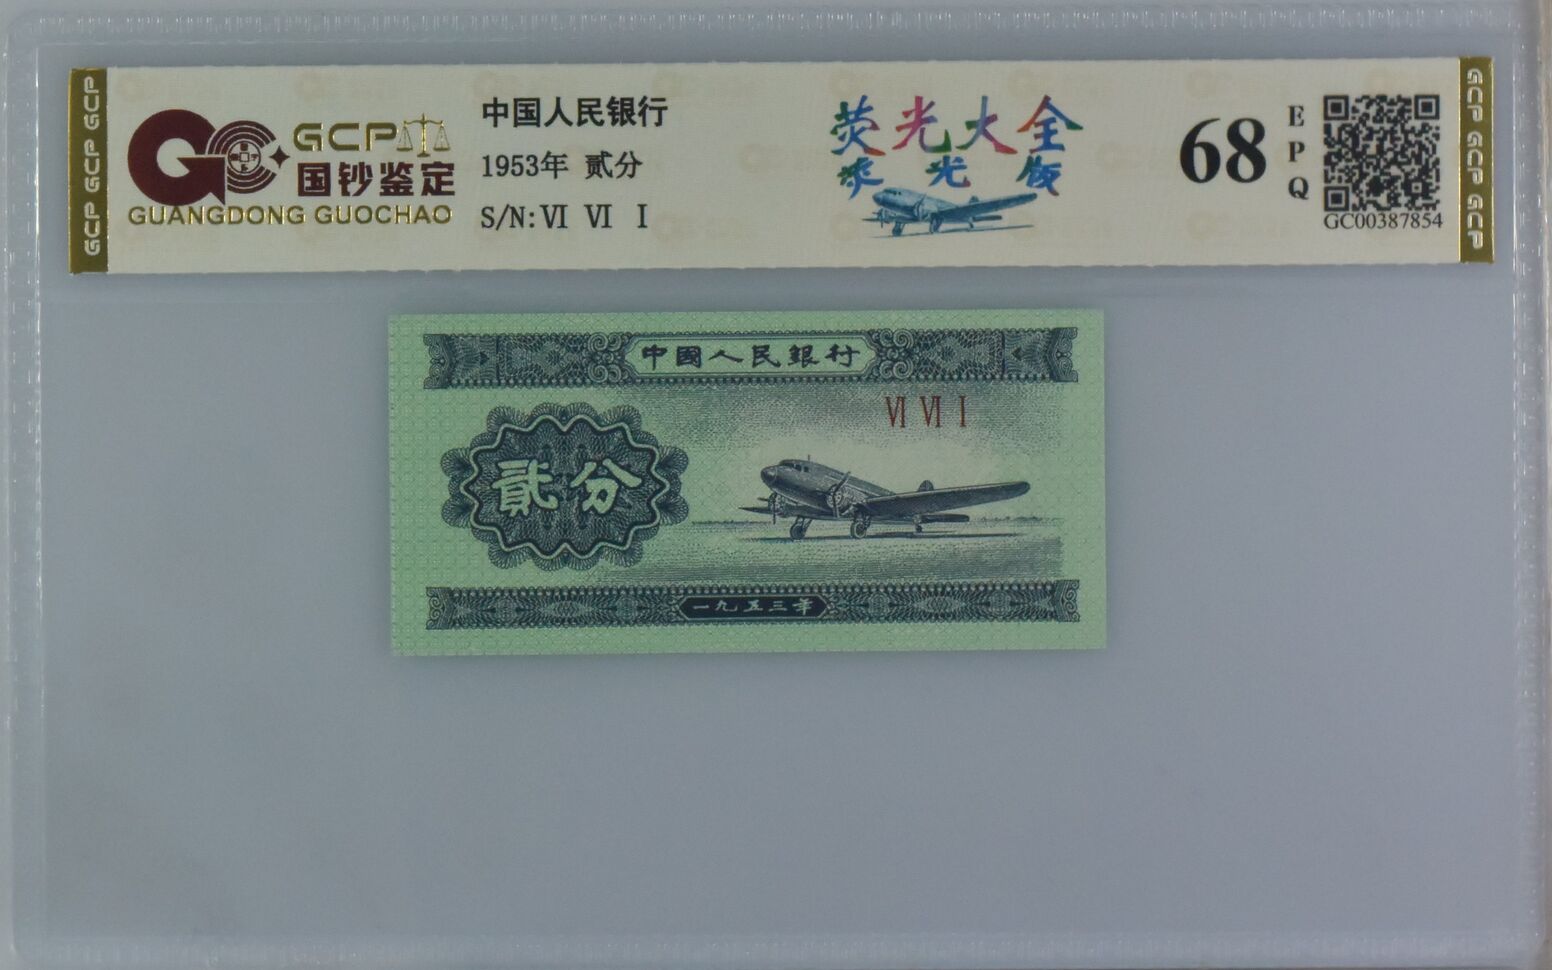 GCP GCP GCP
GCP
国钞鉴定
GUANGDONG GUOCHAO
中国人民银行
1953年 贰分
S/N:Ⅵ Ⅵ Ⅰ
荧光大全
荧光版
68
EPQ
GC00387854
GCP GCP GCP
中國人民銀行
Ⅵ Ⅵ Ⅰ
貳分
一九五三年